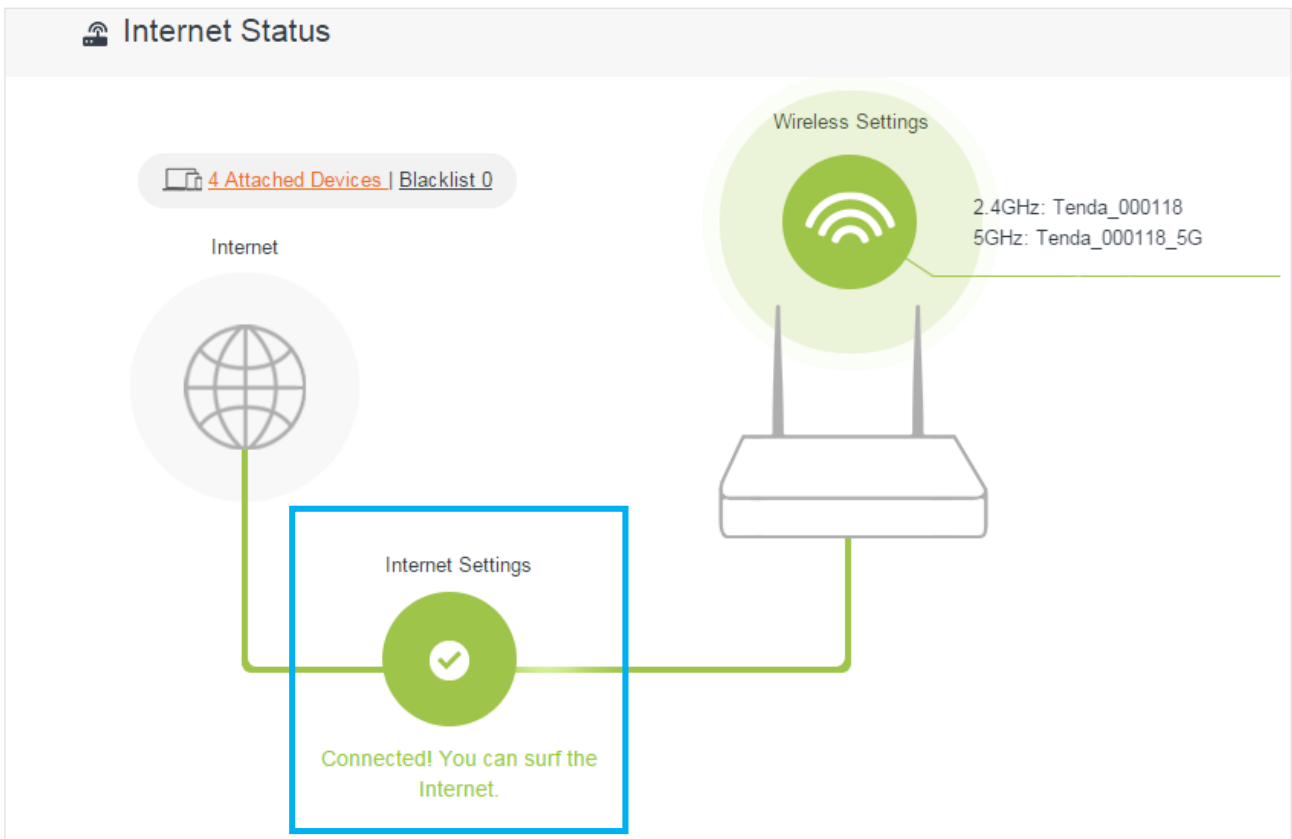 Internet Status
Wireless Settings
4 Attached Devices | Blacklist 0
2.4GHz: Tenda_000118
5GHz: Tenda_000118_5G
Internet
Internet Settings
Connected! You can surf the
Internet.